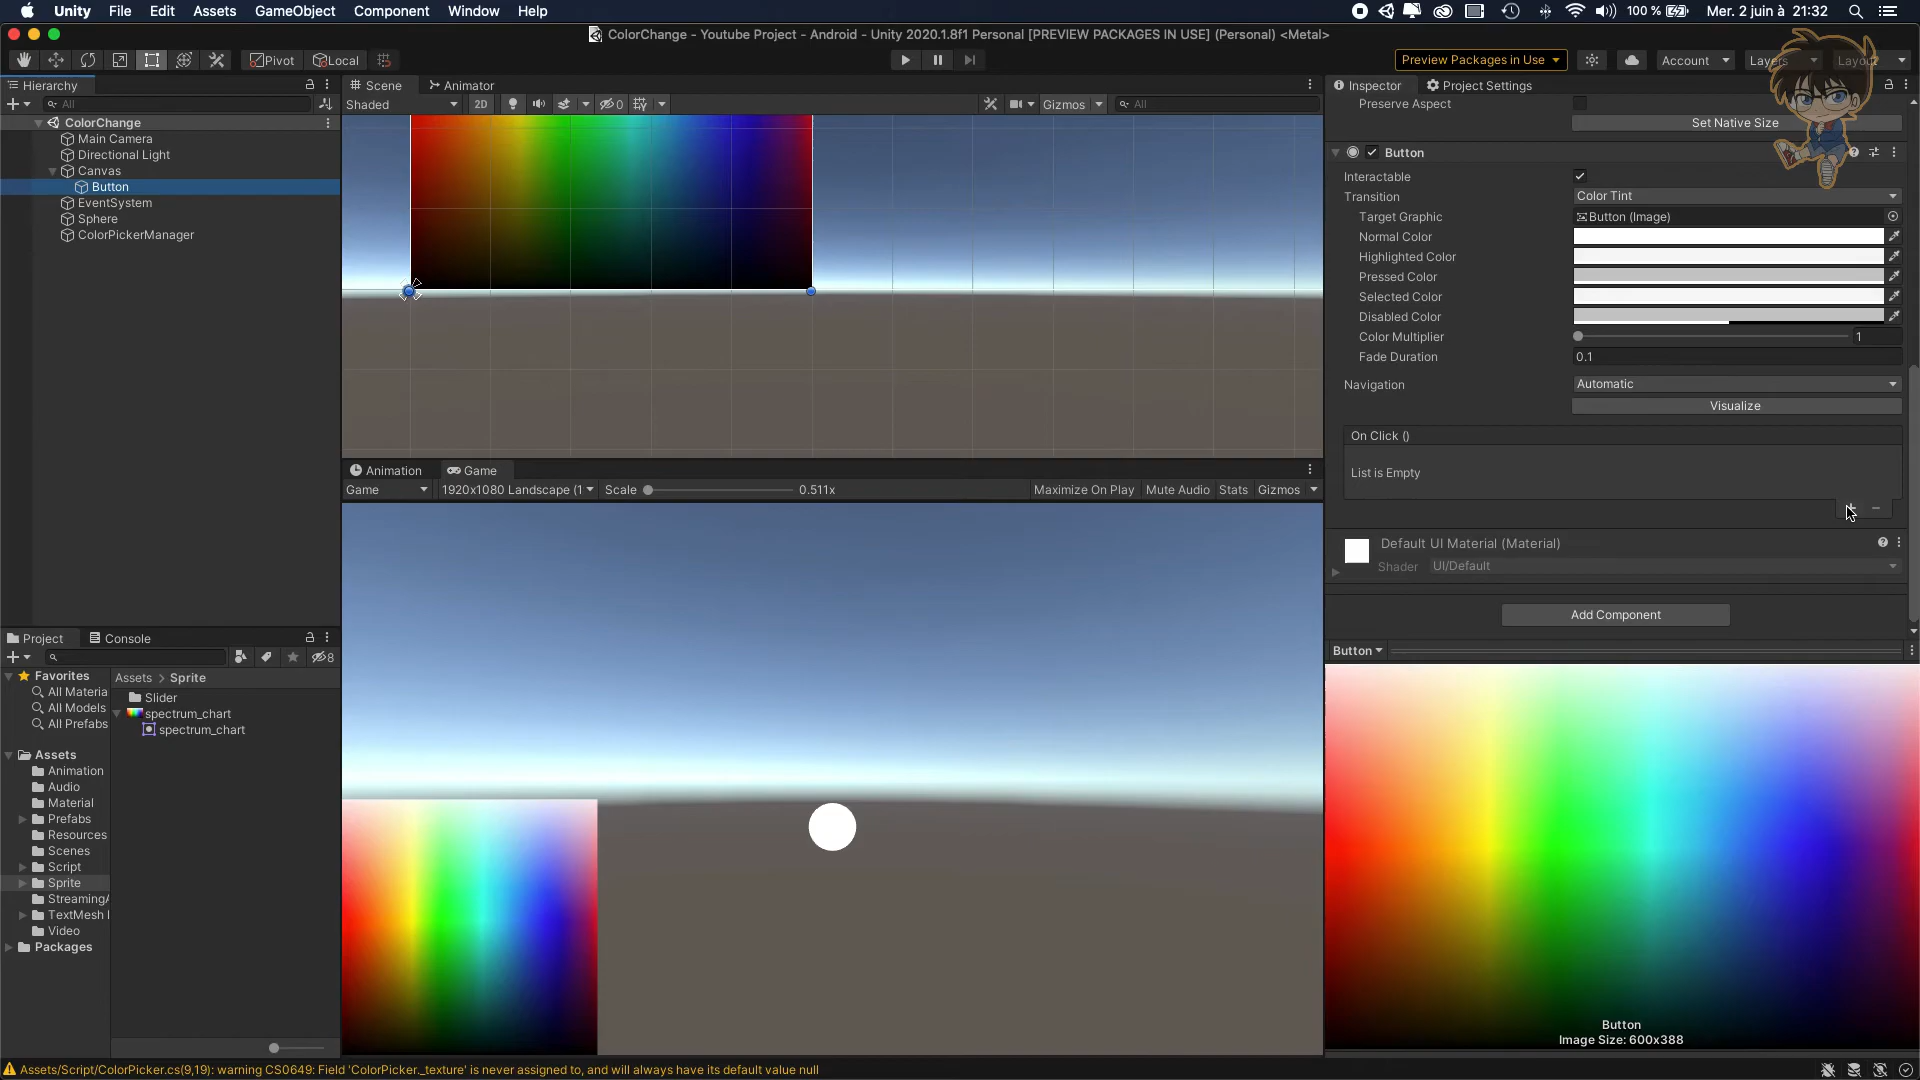 Unity File Edit Assets GameObject Component Window Help 100 % Mer. 2 juin à 21:32
ColorChange - Youtube Project - Android - Unity 2020.1.8f1 Personal [PREVIEW PACKAGES IN USE] (Personal) <Metal>
Pivot Local Preview Packages in Use Account Layers
Hierarchy Scene Animator Inspector Project Settings
All Shaded 2D 0 Gizmos All Preserve Aspect
ColorChange Set Native Size
Main Camera
Directional Light Button
Canvas Interactable
Button Transition Color Tint
EventSystem Target Graphic Button (Image)
Sphere Normal Color
ColorPickerManager Highlighted Color
Pressed Color
Selected Color
Disabled Color
Color Multiplier 1
Fade Duration 0.1
Navigation Automatic
Visualize
On Click ()
List is Empty
Animation Game
Game 1920x1080 Landscape (1 Scale 0.511x Maximize On Play Mute Audio Stats Gizmos
Default UI Material (Material)
Shader UI/Default
Add Component
Project Console Button
8
Favorites Assets > Sprite
All Materia Slider
All Models spectrum_chart
All Prefabs spectrum_chart
Assets
Animation
Audio
Material
Prefabs
Resources
Scenes
Script
Sprite
StreamingA
TextMesh
Video
Packages
Button
Image Size: 600x388
Assets/Script/ColorPicker.cs(9,19): warning CS0649: Field 'ColorPicker._texture' is never assigned to, and will always have its default value null